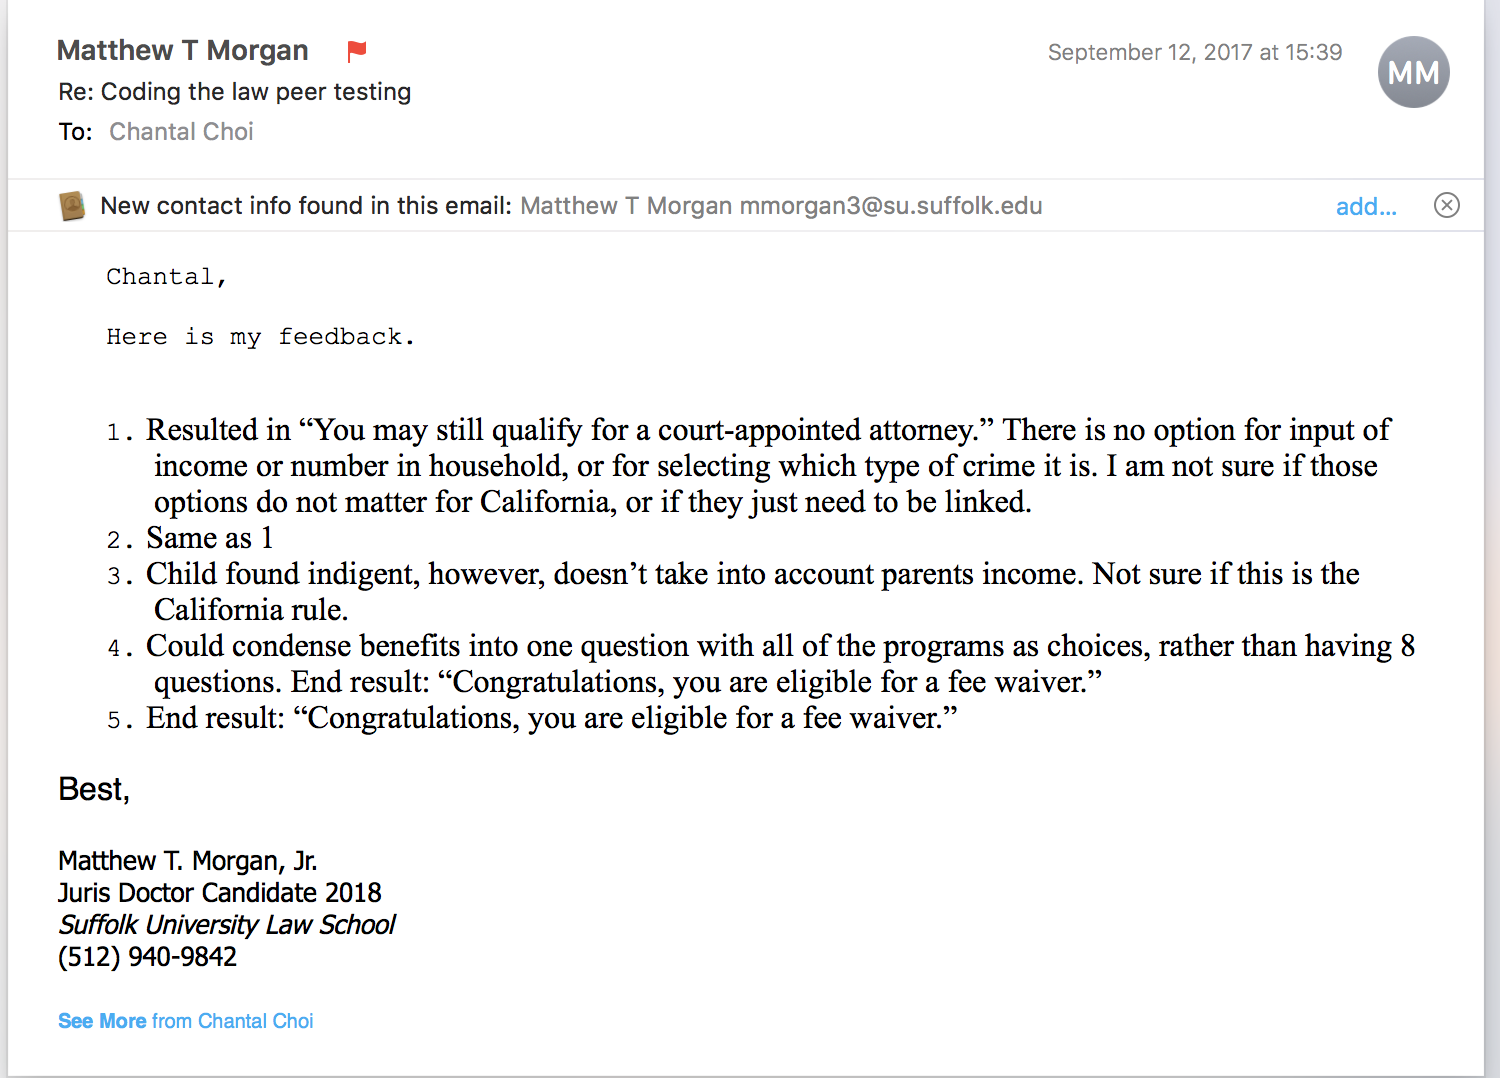 Matthew T Morgan
September 12, 2017 at 15:39
MM
Re: Coding the law peer testing
To: Chantal Choi
New contact info found in this email: Matthew T Morgan mmorgan3@su.suffolk.edu add...
Chantal,
Here is my feedback.
1. Resulted in “You may still qualify for a court-appointed attorney.” There is no option for input of
income or number in household, or for selecting which type of crime it is. I am not sure if those
options do not matter for California, or if they just need to be linked.
2. Same as 1
3. Child found indigent, however, doesn’t take into account parents income. Not sure if this is the
California rule.
4. Could condense benefits into one question with all of the programs as choices, rather than having 8
questions. End result: “Congratulations, you are eligible for a fee waiver.”
5. End result: “Congratulations, you are eligible for a fee waiver.”
Best,
Matthew T. Morgan, Jr.
Juris Doctor Candidate 2018
Suffolk University Law School
(512) 940-9842
See More from Chantal Choi